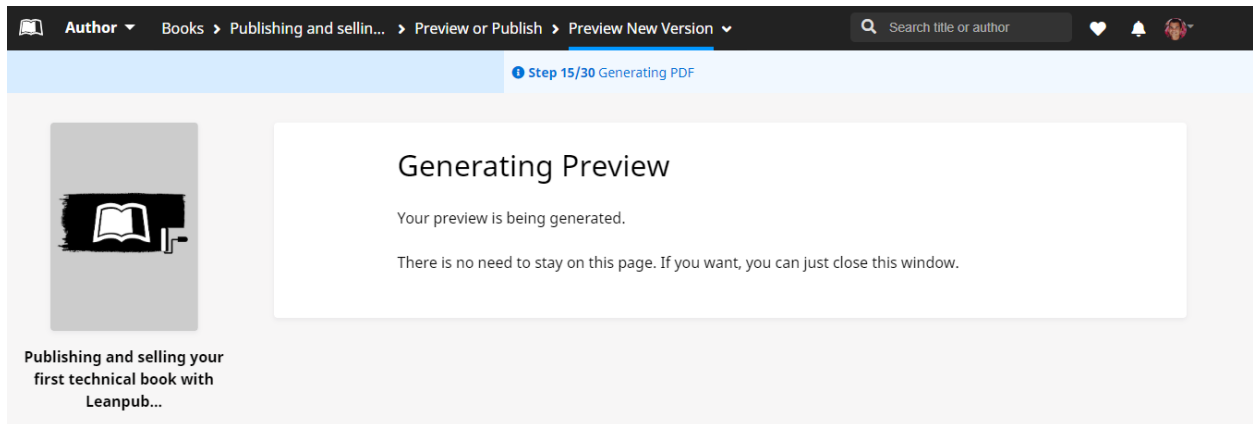 Author Books > Publishing and sellin... > Preview or Publish > Preview New Version Search title or author
Step 15/30 Generating PDF
Generating Preview
Your preview is being generated.
There is no need to stay on this page. If you want, you can just close this window.
Publishing and selling your
first technical book with
Leanpub...